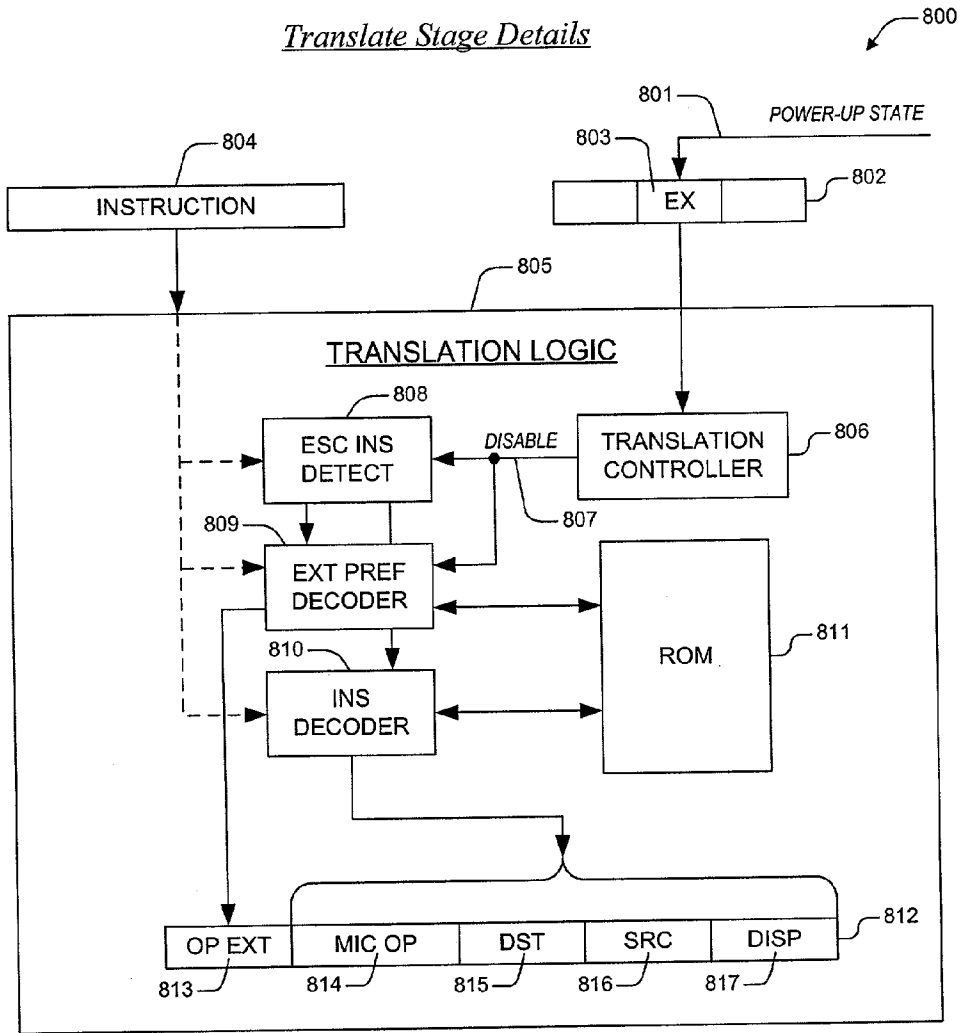 Translate Stage Details
800
801
POWER-UP STATE
804
803
INSTRUCTION
EX
802
805
TRANSLATION LOGIC
808
ESC INS
DETECT
DISABLE
TRANSLATION
CONTROLLER
806
807
809
EXT PREF
DECODER
810
INS
DECODER
ROM
811
OP EXT
MIC OP
DST
SRC
DISP
812
813
814
815
816
817